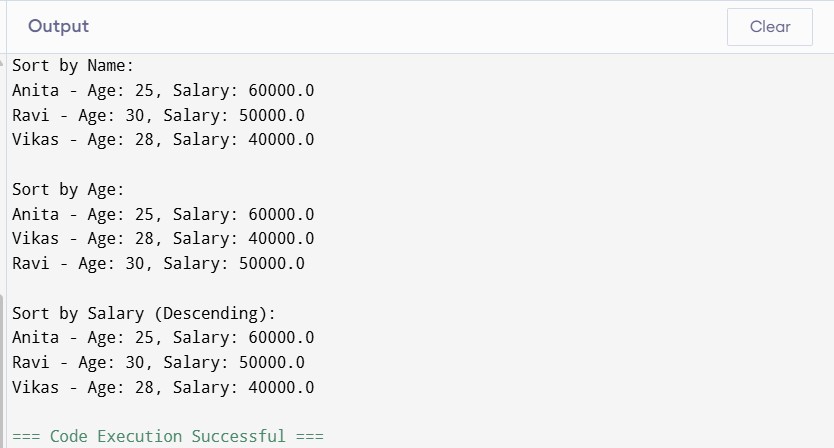 Output
Clear
Sort by Name:
Anita - Age: 25, Salary: 60000.0
Ravi - Age: 30, Salary: 50000.0
Vikas - Age: 28, Salary: 40000.0
Sort by Age:
Anita - Age: 25, Salary: 60000.0
Vikas - Age: 28, Salary: 40000.0
Ravi - Age: 30, Salary: 50000.0
Sort by Salary (Descending):
Anita - Age: 25, Salary: 60000.0
Ravi - Age: 30, Salary: 50000.0
Vikas - Age: 28, Salary: 40000.0
=== Code Execution Successful ===